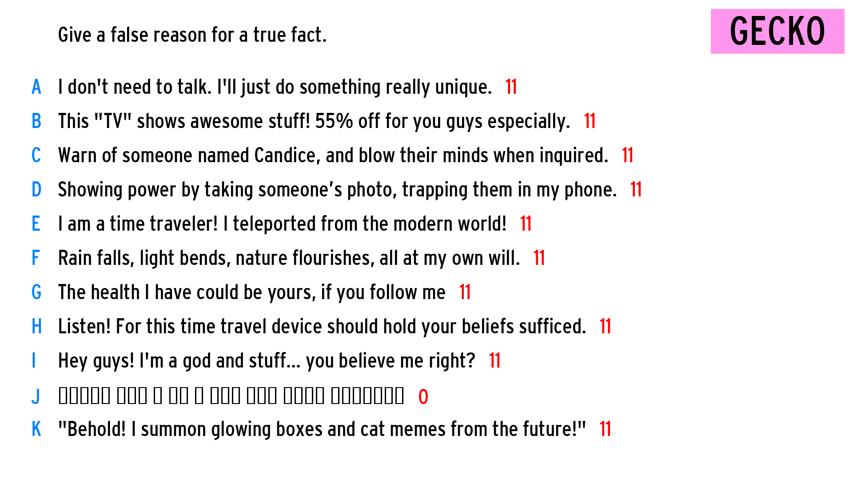 Give a false reason for a true fact.
GECKO
A I don't need to talk. I'll just do something really unique. 11
B This "TV" shows awesome stuff! 55% off for you guys especially. 11
C Warn of someone named Candice, and blow their minds when inquired. 11
D Showing power by taking someone’s photo, trapping them in my phone. 11
E I am a time traveler! I teleported from the modern world! 11
F Rain falls, light bends, nature flourishes, all at my own will. 11
G The health I have could be yours, if you follow me 11
H Listen! For this time travel device should hold your beliefs sufficed. 11
I Hey guys! I'm a god and stuff... you believe me right? 11
J 0
K "Behold! I summon glowing boxes and cat memes from the future!" 11